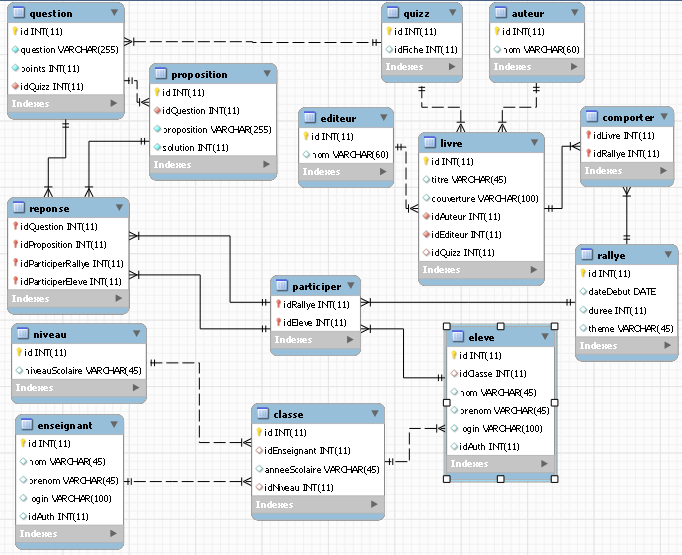 question
id INT(11)
question VARCHAR(255)
points INT(11)
idQuizz INT(11)
Indexes
proposition
id INT(11)
idQuestion INT(11)
proposition VARCHAR(255)
solution INT(11)
Indexes
quizz
id INT(11)
idFiche INT(11)
Indexes
auteur
id INT(11)
nom VARCHAR(60)
Indexes
editeur
id INT(11)
nom VARCHAR(60)
Indexes
livre
id INT(11)
titre VARCHAR(45)
couverture VARCHAR(100)
idAuteur INT(11)
idEditeur INT(11)
idQuizz INT(11)
Indexes
comporter
idLivre INT(11)
idRallye INT(11)
Indexes
reponse
idQuestion INT(11)
idProposition INT(11)
idParticiperRallye INT(11)
idParticiperEleve INT(11)
Indexes
participer
idRallye INT(11)
idEleve INT(11)
Indexes
rallye
id INT(11)
dateDebut DATE
duree INT(11)
theme VARCHAR(45)
Indexes
niveau
id INT(11)
niveauScolaire VARCHAR(45)
Indexes
eleve
id INT(11)
idClasse INT(11)
nom VARCHAR(45)
prenom VARCHAR(45)
login VARCHAR(100)
idAuth INT(11)
Indexes
enseignant
id INT(11)
nom VARCHAR(45)
prenom VARCHAR(45)
login VARCHAR(100)
idAuth INT(11)
Indexes
classe
id INT(11)
idEnseignant INT(11)
anneeScolaire VARCHAR(45)
idNiveau INT(11)
Indexes